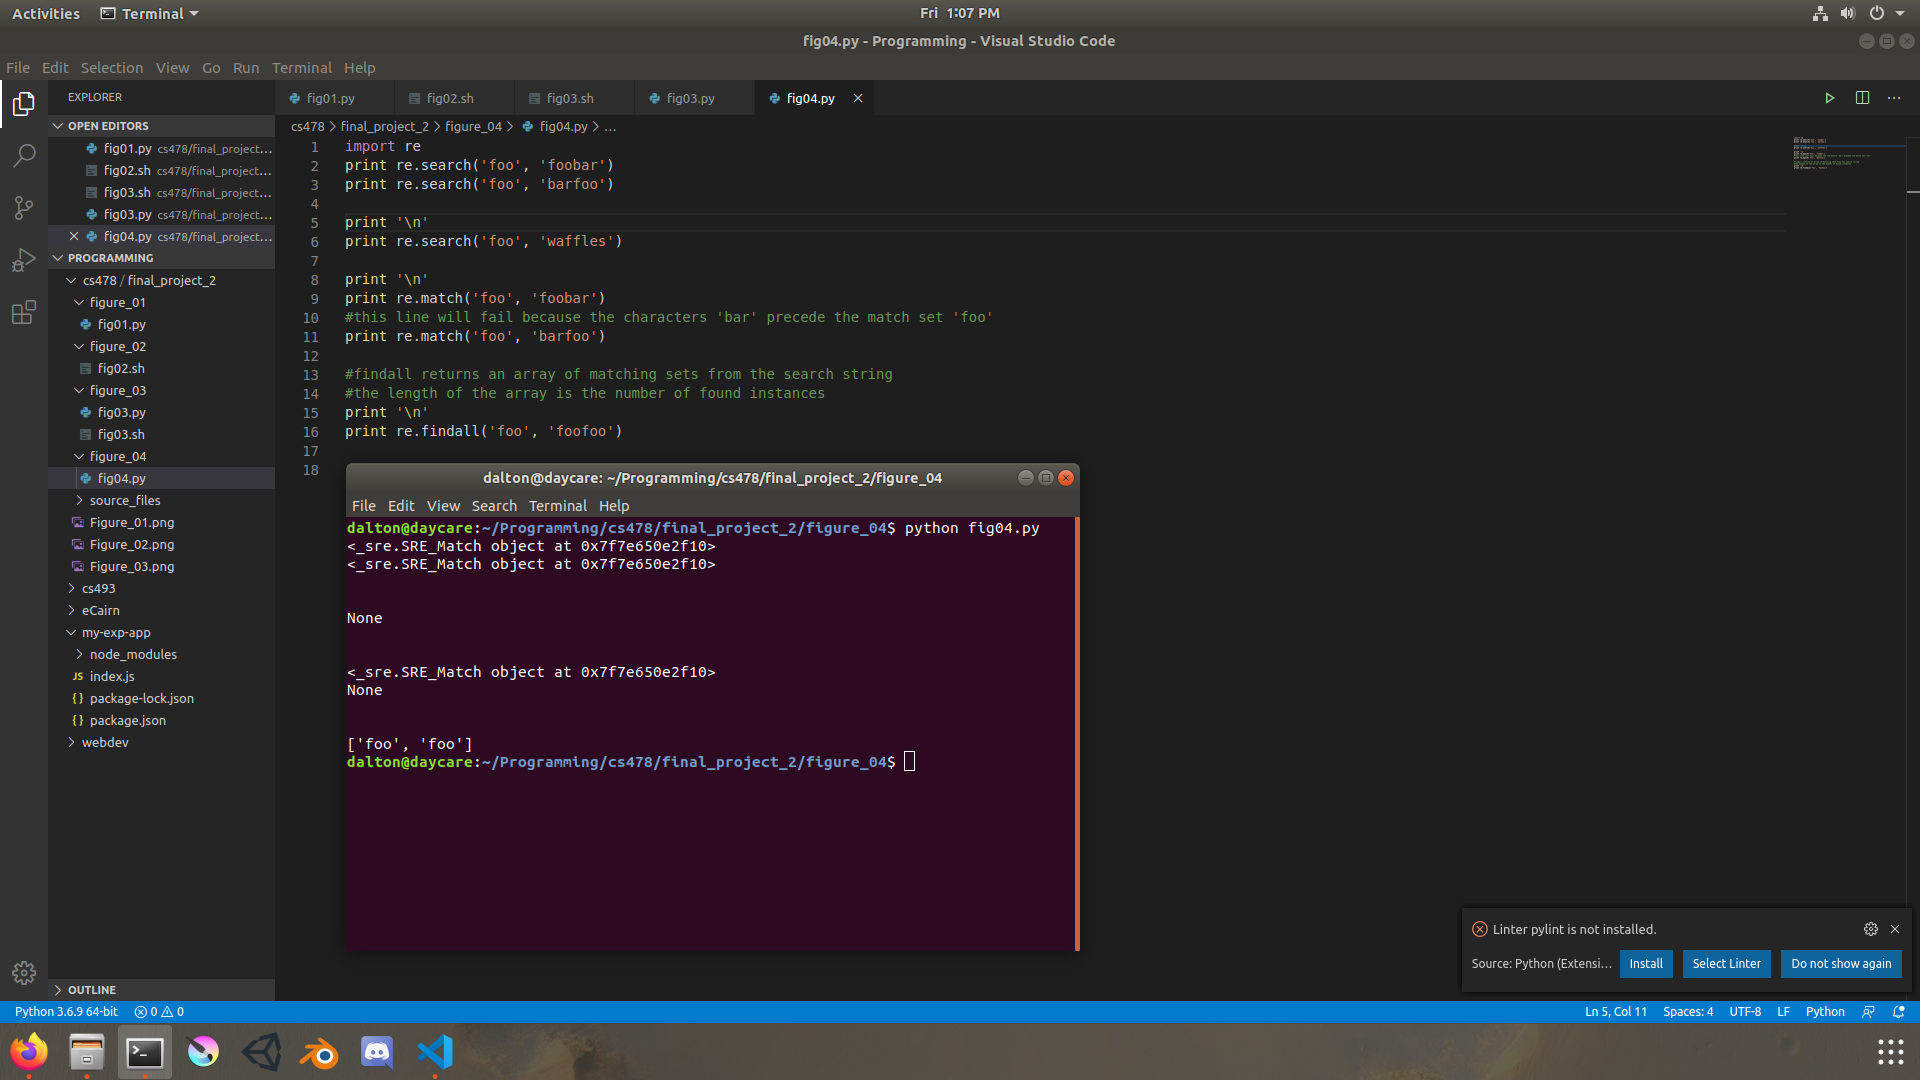 Activities Terminal Fri 1:07 PM
fig04.py - Programming - Visual Studio Code
File Edit Selection View Go Run Terminal Help
EXPLORER
OPEN EDITORS
fig01.py cs478/final_project...
fig02.sh cs478/final_project...
fig03.sh cs478/final_project...
fig03.py cs478/final_project...
fig04.py cs478/final_project...
PROGRAMMING
cs478 / final_project_2
figure_01
fig01.py
figure_02
fig02.sh
figure_03
fig03.py
fig03.sh
figure_04
fig04.py
source_files
Figure_01.png
Figure_02.png
Figure_03.png
cs493
eCairn
my-exp-app
node_modules
JS index.js
{} package-lock.json
{} package.json
webdev
OUTLINE
fig01.py fig02.sh fig03.sh fig03.py fig04.py
cs478 > final_project_2 > figure_04 > fig04.py > ...
1 import re
2 print re.search('foo', 'foobar')
3 print re.search('foo', 'barfoo')
4
5 print '\n'
6 print re.search('foo', 'waffles')
7
8 print '\n'
9 print re.match('foo', 'foobar')
10 #this line will fail because the characters 'bar' precede the match set 'foo'
11 print re.match('foo', 'barfoo')
12
13 #findall returns an array of matching sets from the search string
14 #the length of the array is the number of found instances
15 print '\n'
16 print re.findall('foo', 'foofoo')
17
18
dalton@daycare: ~/Programming/cs478/final_project_2/figure_04
File Edit View Search Terminal Help
dalton@daycare:~/Programming/cs478/final_project_2/figure_04$ python fig04.py
<_sre.SRE_Match object at 0x7f7e650e2f10>
<_sre.SRE_Match object at 0x7f7e650e2f10>
None
<_sre.SRE_Match object at 0x7f7e650e2f10>
None
['foo', 'foo']
dalton@daycare:~/Programming/cs478/final_project_2/figure_04$
Linter pylint is not installed.
Source: Python (Extensi... Install Select Linter Do not show again
Python 3.6.9 64-bit 0 0 Ln 5, Col 11 Spaces: 4 UTF-8 LF Python